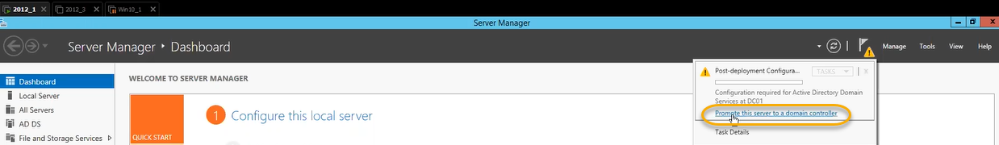 2012_1
2012_3
Win10_1
Server Manager
Server Manager
Dashboard
Manage
Tools
View
Help
Dashboard
Local Server
All Servers
AD DS
File and Storage Services
WELCOME TO SERVER MANAGER
QUICK START
1
Configure this local server
Post-deployment Configura...
TASKS
Configuration required for Active Directory Domain
Services at DC01
Promote this server to a domain controller
Task Details